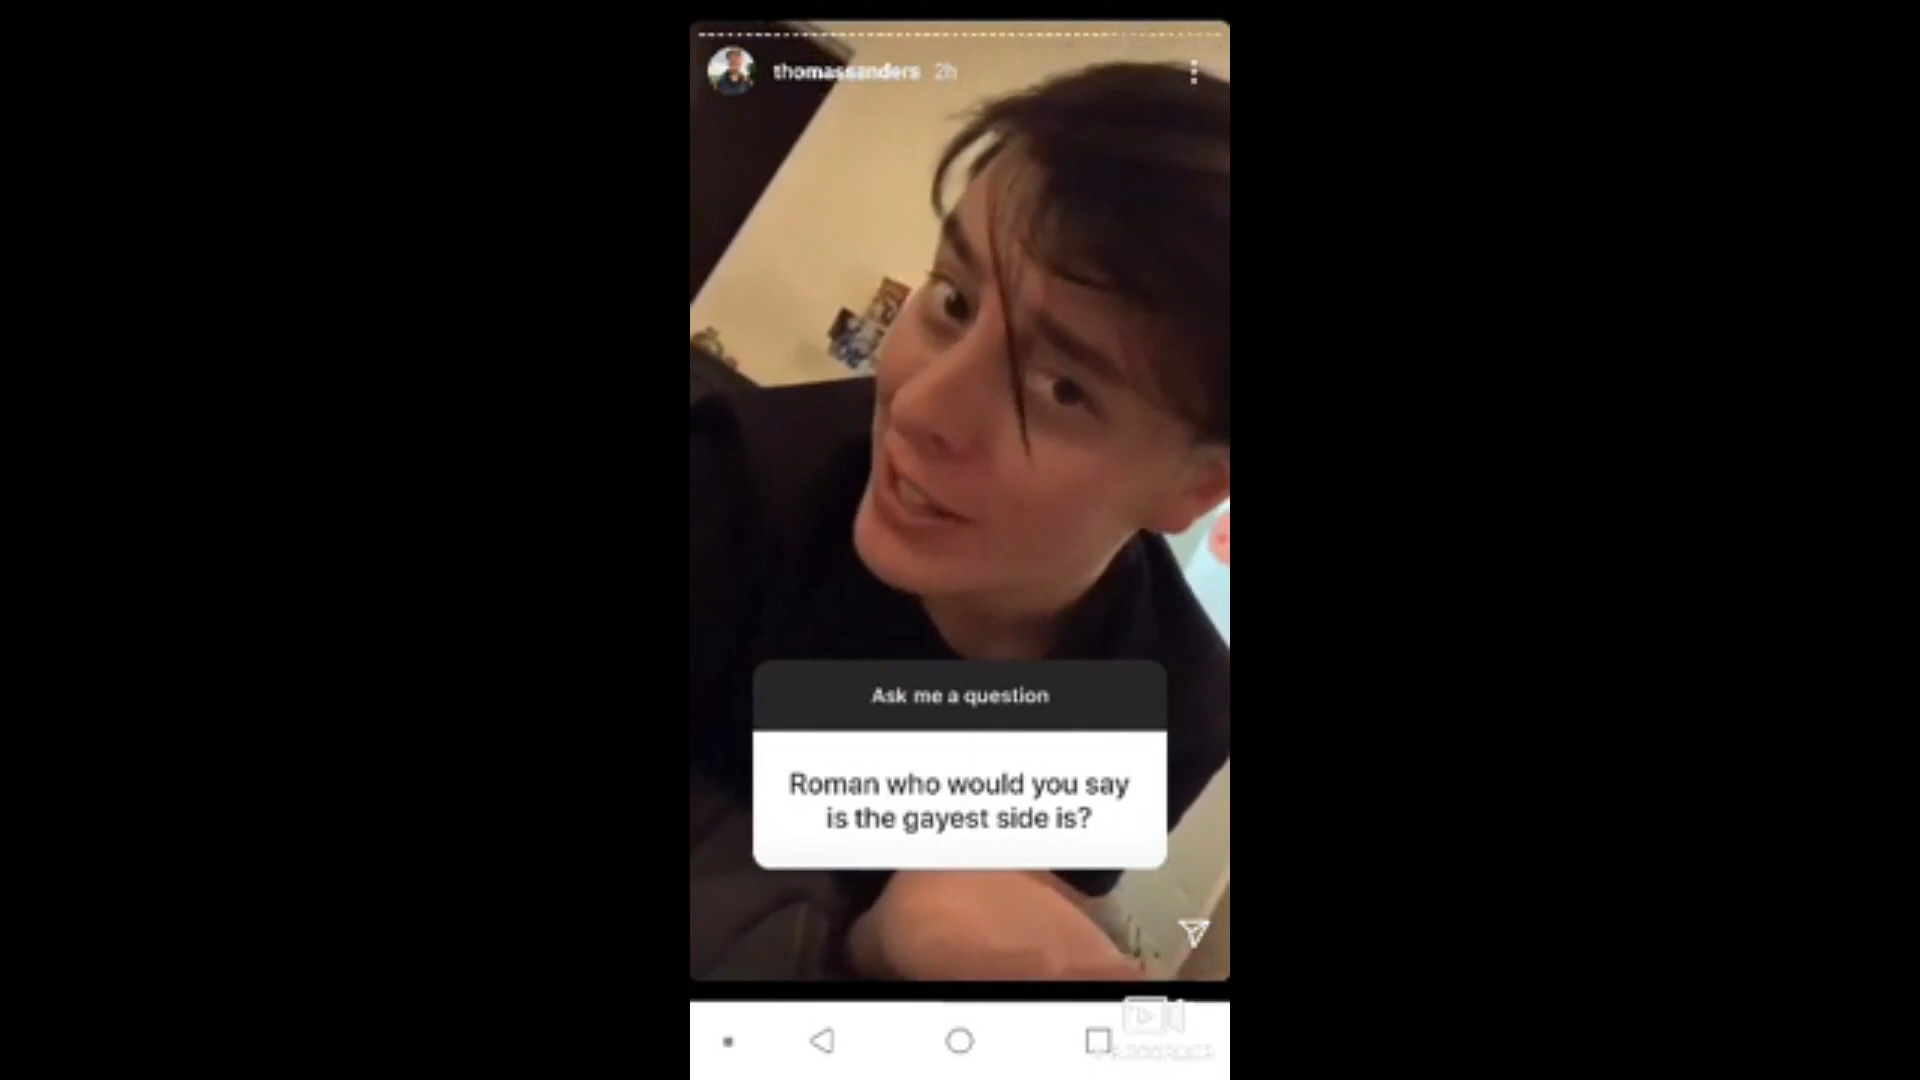 thomassanders 2h
Ask me a question
Roman who would you say
is the gayest side is?